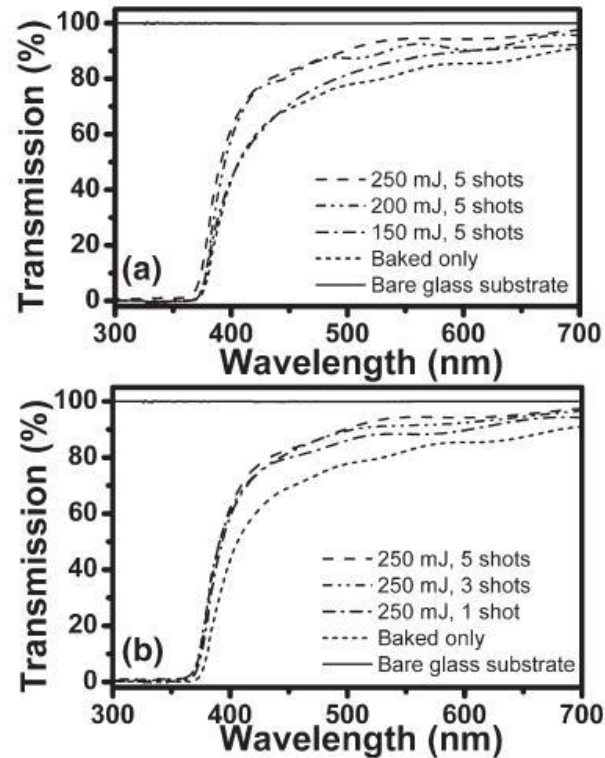 Transmission (%)
100
80
60
40
20
0
250 mJ, 5 shots
200 mJ, 5 shots
150 mJ, 5 shots
Baked only
Bare glass substrate
(a)
300 400 500 600 700
Wavelength (nm)
Transmission (%)
100
80
60
40
20
0
250 mJ, 5 shots
250 mJ, 3 shots
250 mJ, 1 shot
Baked only
Bare glass substrate
(b)
300 400 500 600 700
Wavelength (nm)